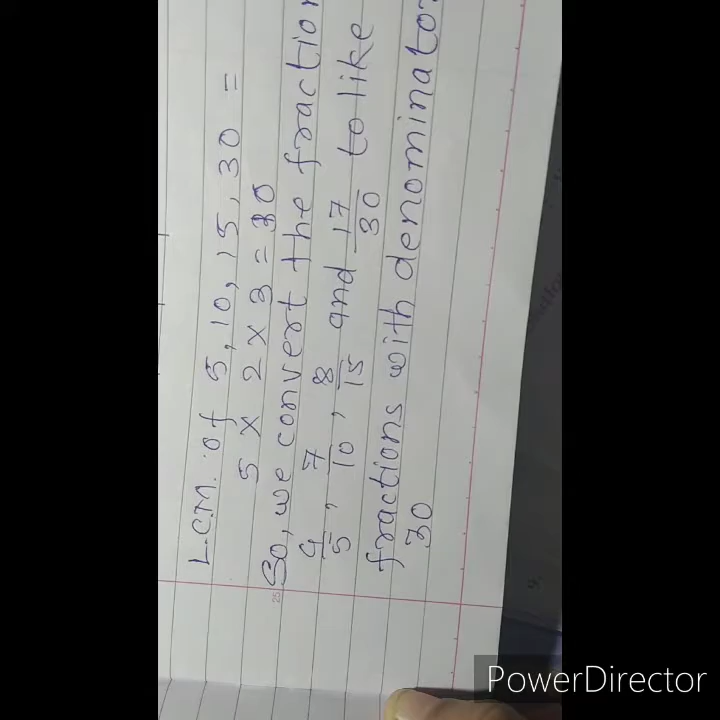 L.C.M. of 5, 10, 15, 30 =
5 × 2 × 3 = 30
So, we convert the fraction
4/5, 7/10, 8/15 and 17/30 to like
fractions with denominator
30
25
PowerDirector